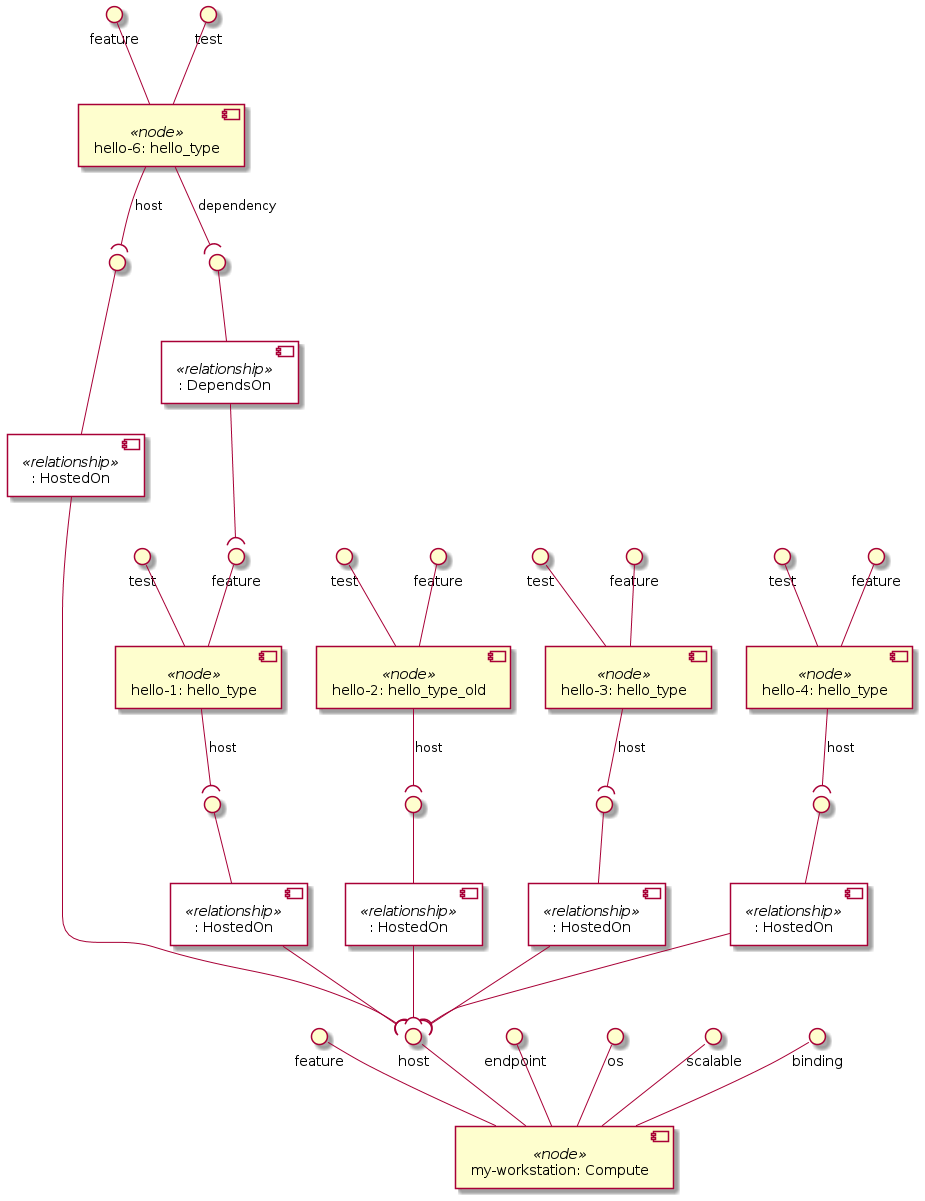 feature
test
«node»
hello-6: hello_type
host
dependency
«relationship»
: DependsOn
«relationship»
: HostedOn
test
feature
test
feature
test
feature
test
feature
«node»
hello-1: hello_type
«node»
hello-2: hello_type_old
«node»
hello-3: hello_type
«node»
hello-4: hello_type
host
host
host
host
«relationship»
: HostedOn
«relationship»
: HostedOn
«relationship»
: HostedOn
«relationship»
: HostedOn
feature
host
endpoint
os
scalable
binding
«node»
my-workstation: Compute